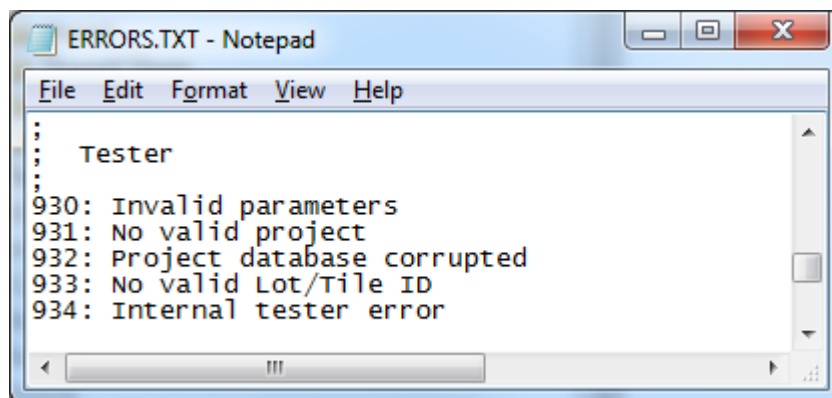 ERRORS.TXT - Notepad
File Edit Format View Help
;
; Tester
;
930: Invalid parameters
931: No valid project
932: Project database corrupted
933: No valid Lot/Tile ID
934: Internal tester error